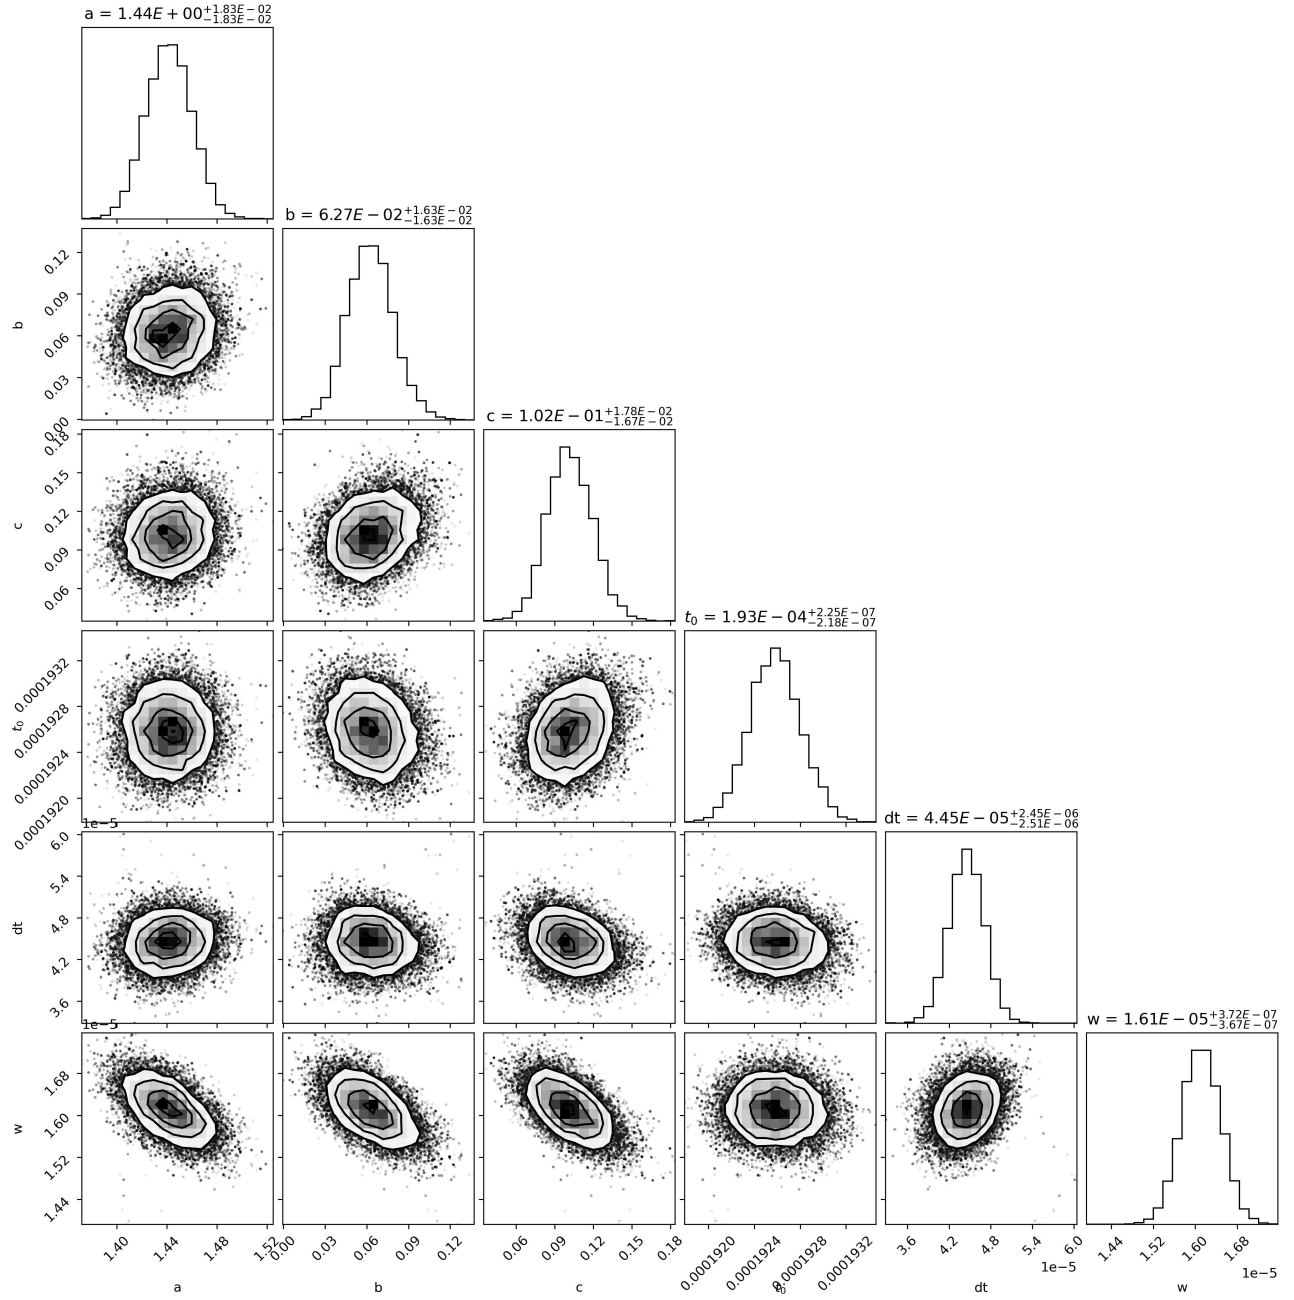 a = 1.44E + 00 +1.83E − 02 −1.83E − 02
b = 6.27E − 02 +1.63E − 02 −1.63E − 02
0.12
0.09
0.06
0.03
0.00
b
c = 1.02E − 01 +1.78E − 02 −1.67E − 02
0.18
0.15
0.12
0.09
0.06
c
t0 = 1.93E − 04 +2.25E − 07 −2.18E − 07
0.0001932
0.0001928
0.0001924
0.0001920
t0
dt = 4.45E − 05 +2.45E − 06 −2.51E − 06
1e−5
6.0
5.4
4.8
4.2
3.6
dt
w = 1.61E − 05 +3.72E − 07 −3.67E − 07
1e−5
1.68
1.60
1.52
1.44
w
1.40 1.44 1.48 1.52
0.00 0.03 0.06 0.09 0.12
0.06 0.09 0.12 0.15 0.18
0.0001920 0.0001924 0.0001928 0.0001932
3.6 4.2 4.8 5.4 6.0
1e−5
1.44 1.52 1.60 1.68
1e−5
a b c t0 dt w